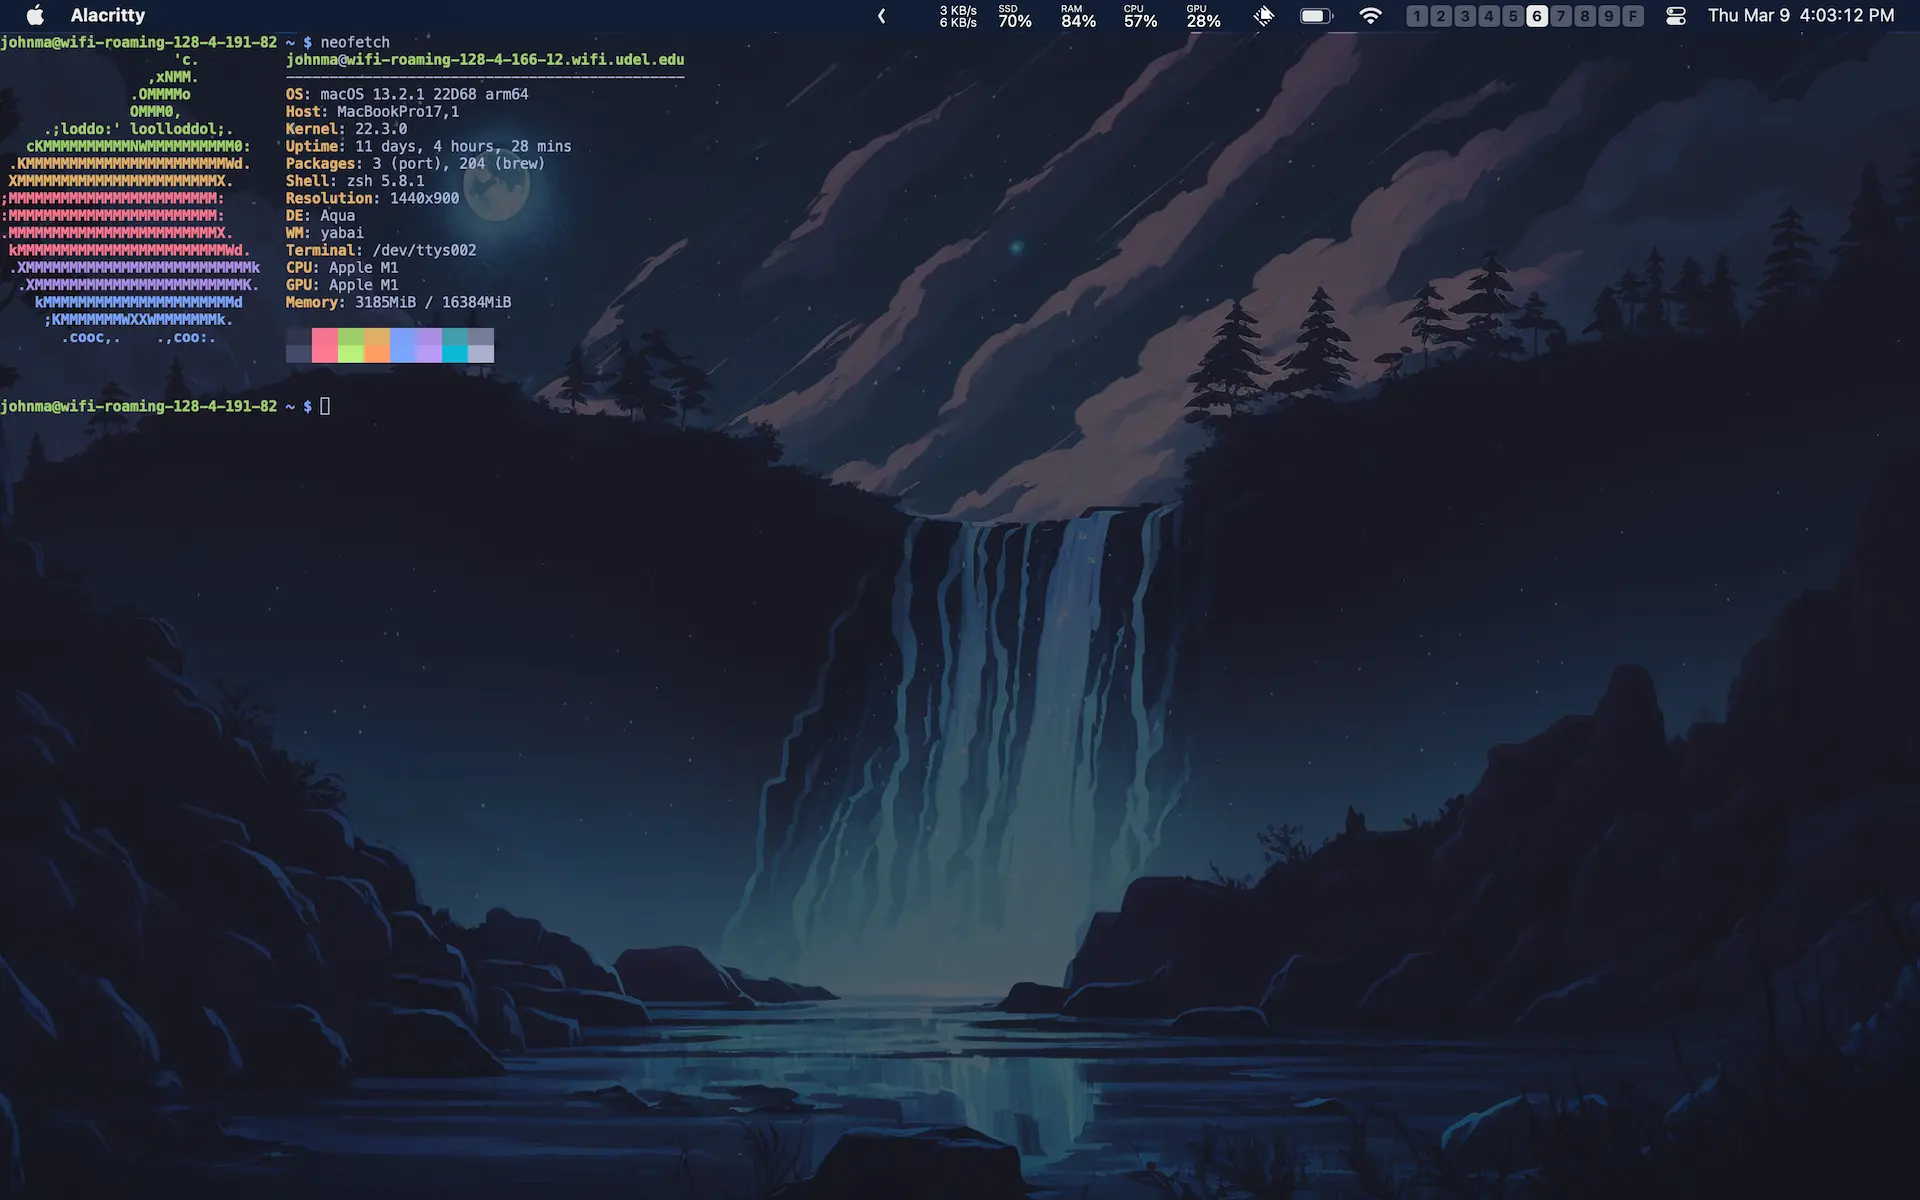 Alacritty
3 KB/s
6 KB/s
SSD
70%
RAM
84%
CPU
57%
GPU
28%
1 2 3 4 5 6 7 8 9 F
Thu Mar 9 4:03:12 PM
johnma@wifi-roaming-128-4-191-82 ~ $ neofetch
'c.
,xNMM.
.OMMMMo
OMMM0,
.;loddo:' loolloddol;.
cKMMMMMMMMMMNWMMMMMMMMMM0:
.KMMMMMMMMMMMMMMMMMMMMMMMWd.
XMMMMMMMMMMMMMMMMMMMMMMMX.
;MMMMMMMMMMMMMMMMMMMMMMMM:
:MMMMMMMMMMMMMMMMMMMMMMMM:
.MMMMMMMMMMMMMMMMMMMMMMMMX.
kMMMMMMMMMMMMMMMMMMMMMMMMWd.
.XMMMMMMMMMMMMMMMMMMMMMMMMMMk
.XMMMMMMMMMMMMMMMMMMMMMMMMK.
kMMMMMMMMMMMMMMMMMMMMMMd
;KMMMMMMMWXXWMMMMMMMk.
.cooc,. .,coo:.
johnma@wifi-roaming-128-4-166-12.wifi.udel.edu
----------------------------------------------
OS: macOS 13.2.1 22D68 arm64
Host: MacBookPro17,1
Kernel: 22.3.0
Uptime: 11 days, 4 hours, 28 mins
Packages: 3 (port), 204 (brew)
Shell: zsh 5.8.1
Resolution: 1440x900
DE: Aqua
WM: yabai
Terminal: /dev/ttys002
CPU: Apple M1
GPU: Apple M1
Memory: 3185MiB / 16384MiB
johnma@wifi-roaming-128-4-191-82 ~ $